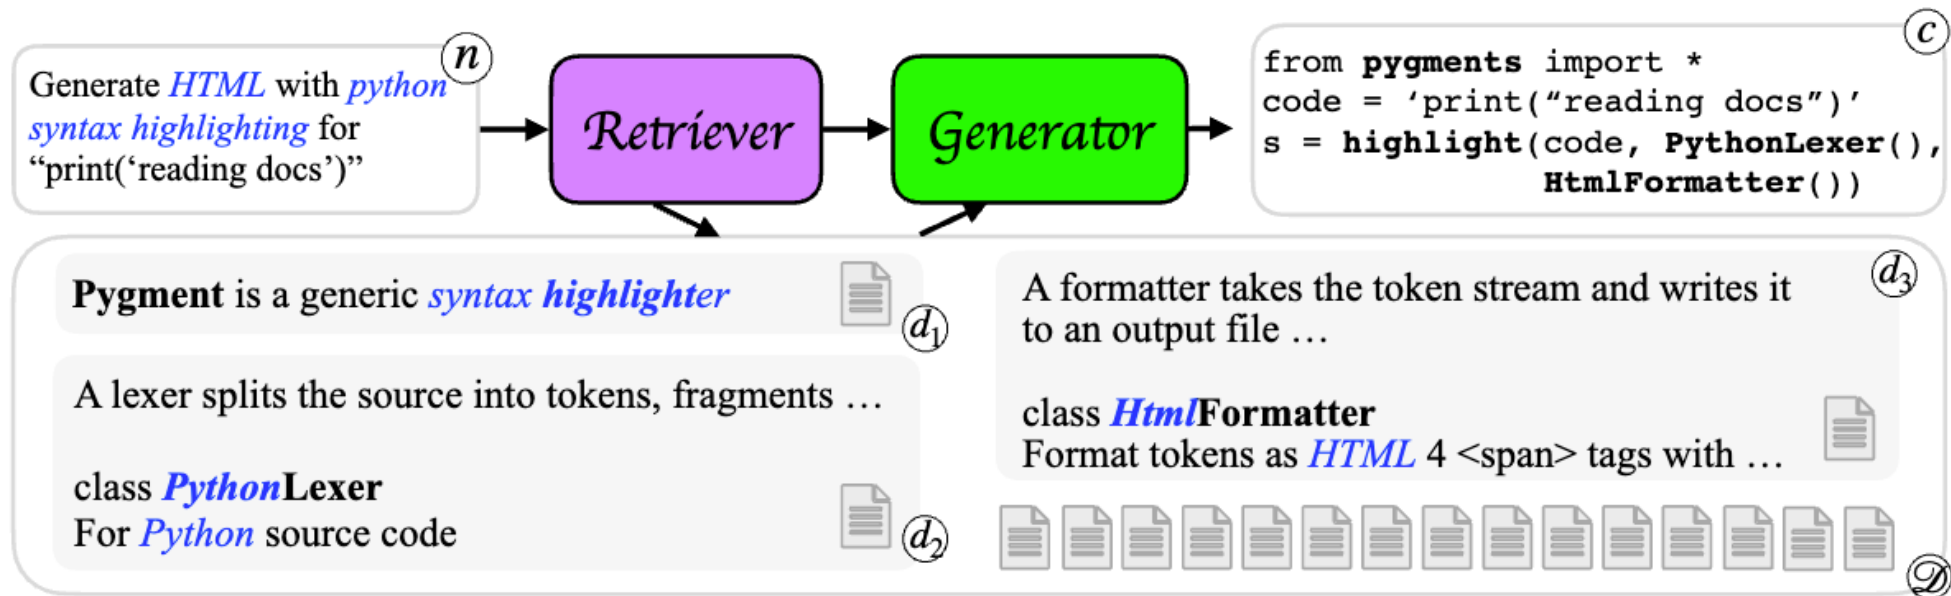 n
Generate HTML with python
syntax highlighting for
“print(‘reading docs’)”
Retriever
Generator
c
from pygments import *
code = ‘print(“reading docs”)’
s = highlight(code, PythonLexer(),
HtmlFormatter())
Pygment is a generic syntax highlighter
d1
A lexer splits the source into tokens, fragments …
class PythonLexer
For Python source code
d2
d3
A formatter takes the token stream and writes it
to an output file …
class HtmlFormatter
Format tokens as HTML 4 <span> tags with …
𝒟